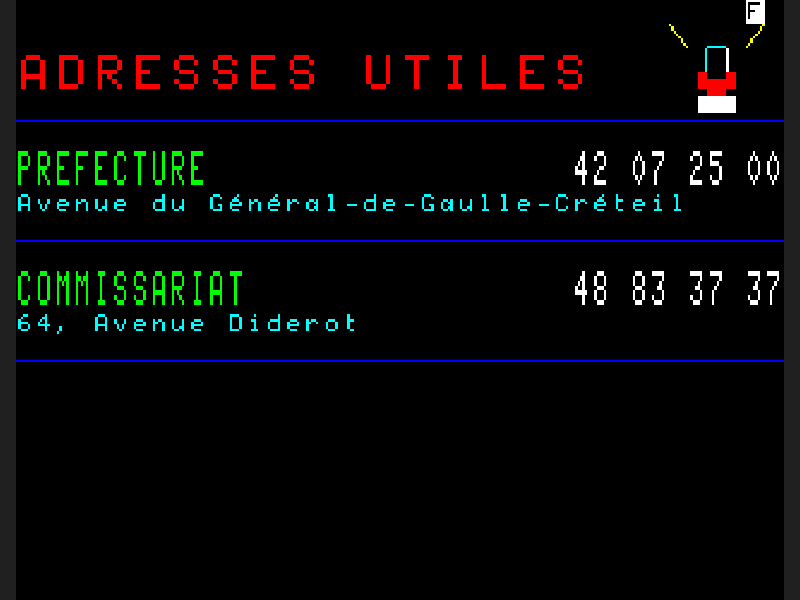 F
ADRESSES UTILES
PREFECTURE 42 07 25 00
Avenue du Général-de-Gaulle-Créteil
COMMISSARIAT 48 83 37 37
64, Avenue Diderot